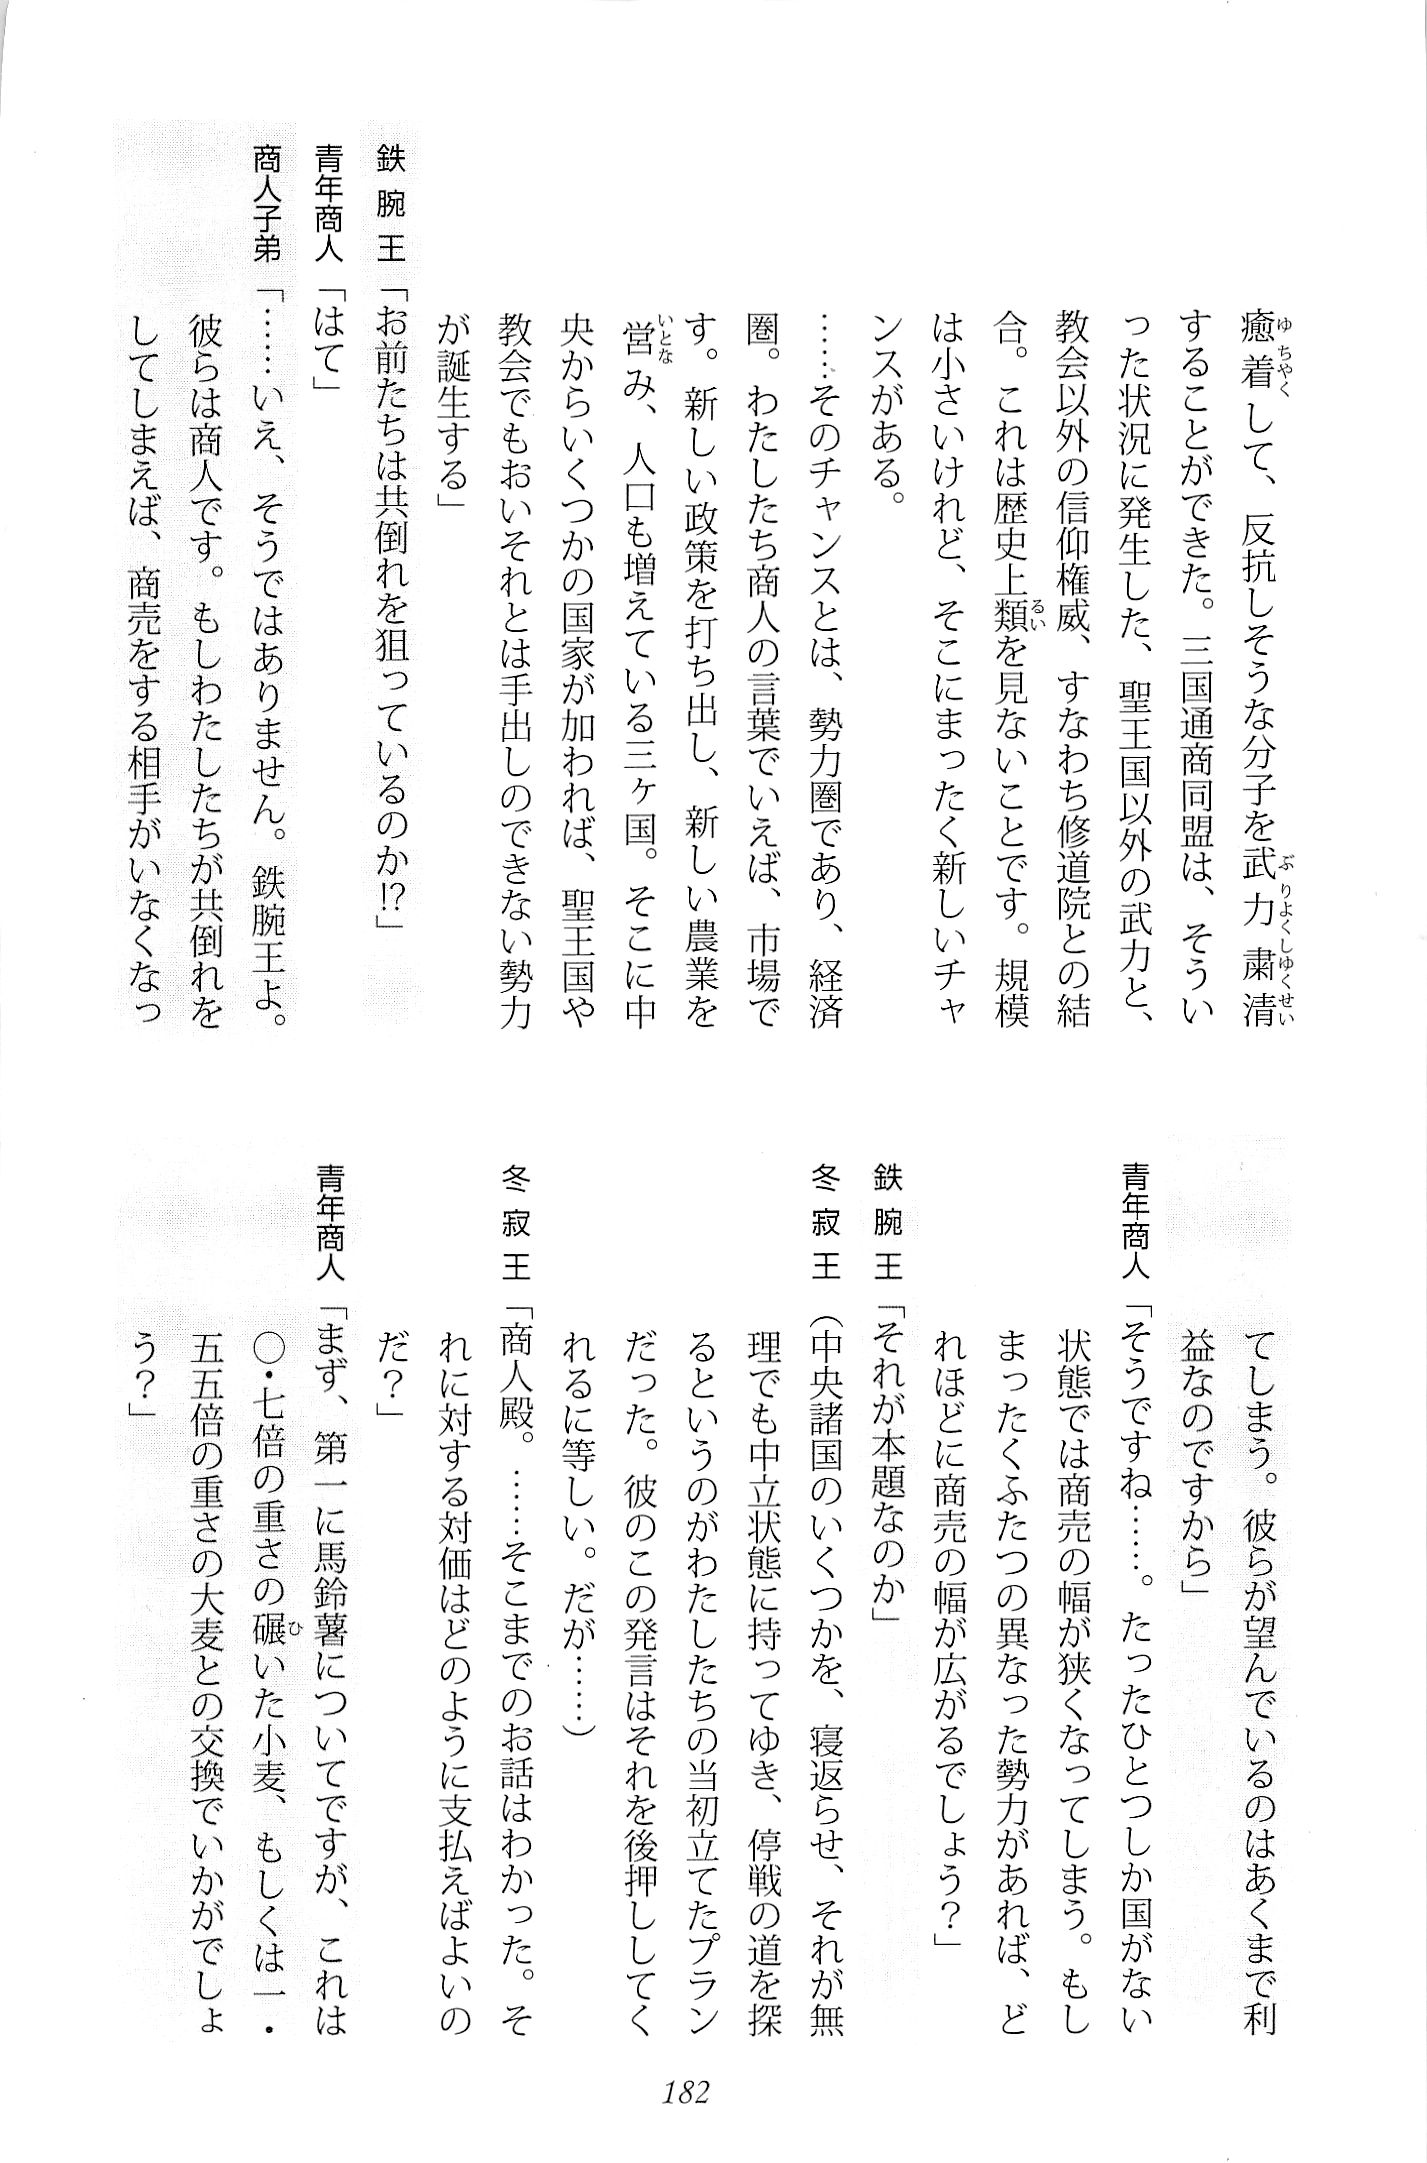 癒着して、反抗しそうな分子を武力粛清
することができた。三国通商同盟は、そうい
った状況に発生した、聖王国以外の武力と、
教会以外の信仰権威、すなわち修道院との結
合。これは歴史上類を見ないことです。規模
は小さいけれど、そこにまったく新しいチャ
ンスがある。
……そのチャンスとは、勢力圏であり、経済
圏。わたしたち商人の言葉でいえば、市場で
す。新しい政策を打ち出し、新しい農業を
営み、人口も増えている三ヶ国。そこに中
央からいくつかの国家が加われば、聖王国や
教会でもおいそれとは手出しのできない勢力
が誕生する」
鉄腕王「お前たちは共倒れを狙っているのか!?」
青年商人「はて」
商人子弟「……いえ、そうではありません。鉄腕王よ。
彼らは商人です。もしわたしたちが共倒れを
してしまえば、商売をする相手がいなくなっ
てしまう。彼らが望んでいるのはあくまで利
益なのですから」
青年商人「そうですね……。たったひとつしか国がない
状態では商売の幅が狭くなってしまう。もし
まったくふたつの異なった勢力があれば、ど
れほどに商売の幅が広がるでしょう？」
鉄腕王「それが本題なのか」
冬寂王（中央諸国のいくつかを、寝返らせ、それが無
理でも中立状態に持ってゆき、停戦の道を探
るというのがわたしたちの当初立てたプラン
だった。彼のこの発言はそれを後押ししてく
れるに等しい。だが……）
冬寂王「商人殿。……そこまでのお話はわかった。そ
れに対する対価はどのように支払えばよいの
だ？」
青年商人「まず、第一に馬鈴薯についてですが、これは
〇・七倍の重さの碾いた小麦、もしくは一・
五五倍の重さの大麦との交換でいかがでしょ
う？」
182